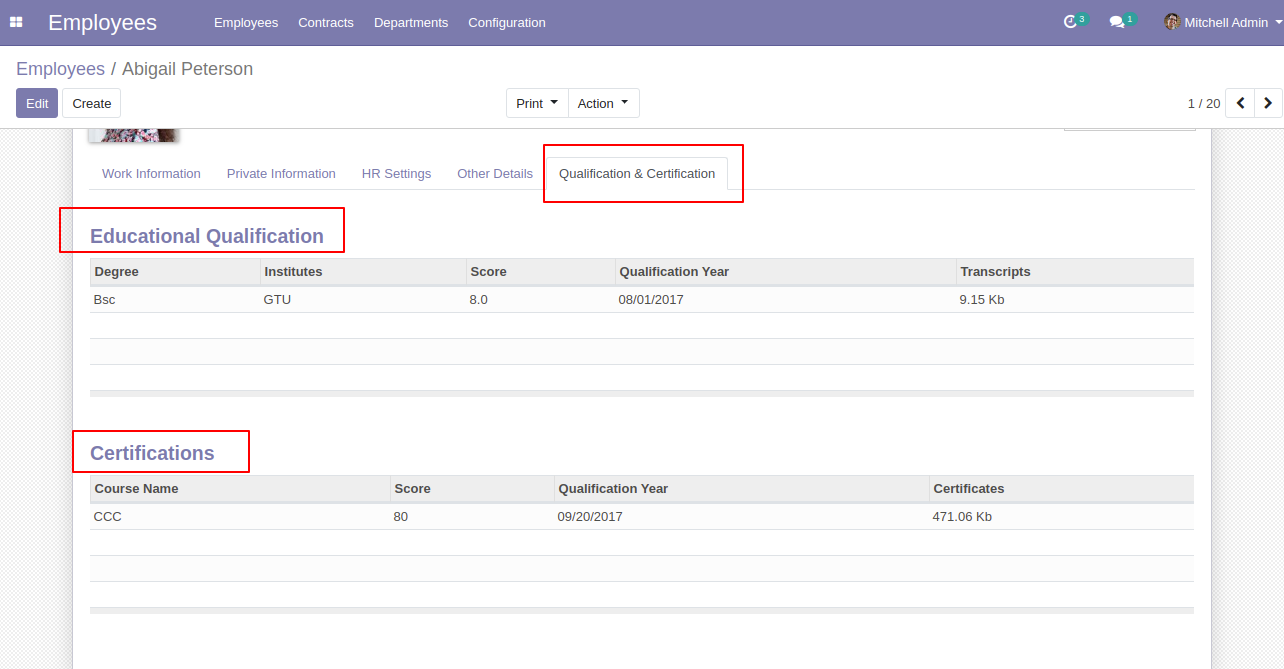 Employees Employees Contracts Departments Configuration 3 1 Mitchell Admin
Employees / Abigail Peterson
Edit Create Print Action 1 / 20
Work Information Private Information HR Settings Other Details Qualification & Certification
Educational Qualification
Degree Institutes Score Qualification Year Transcripts
Bsc GTU 8.0 08/01/2017 9.15 Kb
Certifications
Course Name Score Qualification Year Certificates
CCC 80 09/20/2017 471.06 Kb